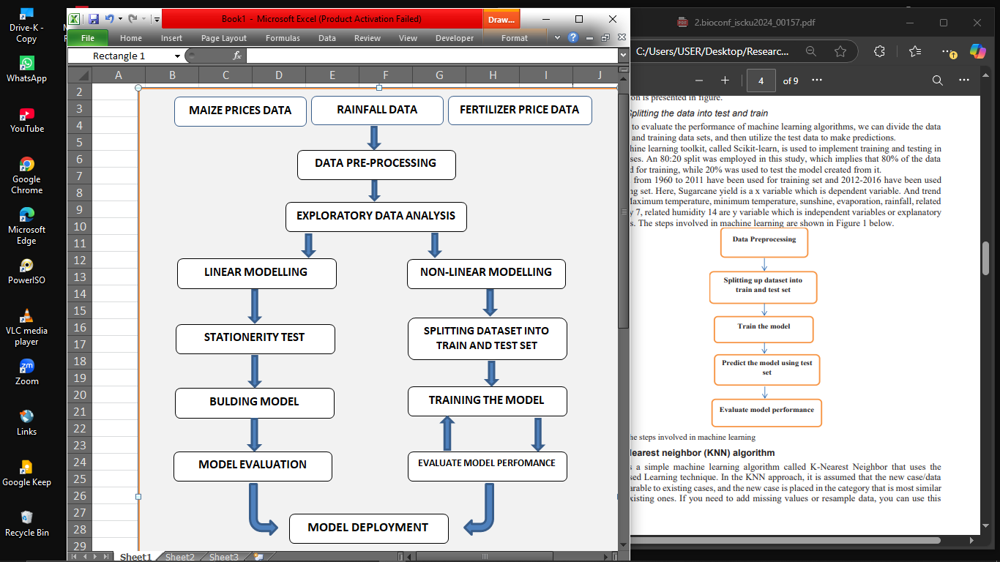 Drive-K -
Copy
WhatsApp
YouTube
Google
Chrome
Microsoft
Edge
PowerISO
VLC media
player
zm
Zoom
Links
Google Keep
Recycle Bin
Book1 - Microsoft Excel (Product Activation Failed)
Draw...
File Home Insert Page Layout Formulas Data Review View Developer Format
Rectangle 1
fx
A B C D E F G H I J
2
3
4
5
6
7
8
9
10
11
12
13
14
15
16
17
18
19
20
21
22
23
24
25
26
27
28
29
MAIZE PRICES DATA
RAINFALL DATA
FERTILIZER PRICE DATA
DATA PRE-PROCESSING
EXPLORATORY DATA ANALYSIS
LINEAR MODELLING
NON-LINEAR MODELLING
STATIONERITY TEST
SPLITTING DATASET INTO
TRAIN AND TEST SET
BULDING MODEL
TRAINING THE MODEL
MODEL EVALUATION
EVALUATE MODEL PERFOMANCE
MODEL DEPLOYMENT
Sheet1 Sheet2 Sheet3
2.bioconf_iscku2024_00157.pdf
C:/Users/USER/Desktop/Researc...
4 of 9
on is presented in figure.
Splitting the data into test and train
to evaluate the performance of machine learning algorithms, we can divide the data
and training data sets, and then utilize the test data to make predictions.
hine learning toolkit, called Scikit-learn, is used to implement training and testing in
ses. An 80:20 split was employed in this study, which implies that 80% of the data
d for training, while 20% was used to test the model created from it.
from 1960 to 2011 have been used for training set and 2012-2016 have been used
ng set. Here, Sugarcane yield is a x variable which is dependent variable. And trend
Maximum temperature, minimum temperature, sunshine, evaporation, rainfall, related
y 7, related humidity 14 are y variable which is independent variables or explanatory
s. The steps involved in machine learning are shown in Figure 1 below.
Data Preprocessing
Splitting up dataset into
train and test set
Train the model
Predict the model using test
set
Evaluate model performance
he steps involved in machine learning
earest neighbor (KNN) algorithm
s a simple machine learning algorithm called K-Nearest Neighbor that uses the
sed Learning technique. In the KNN approach, it is assumed that the new case/data
arable to existing cases, and the new case is placed in the category that is most similar
xisting ones. If you need to add missing values or resample data, you can use this